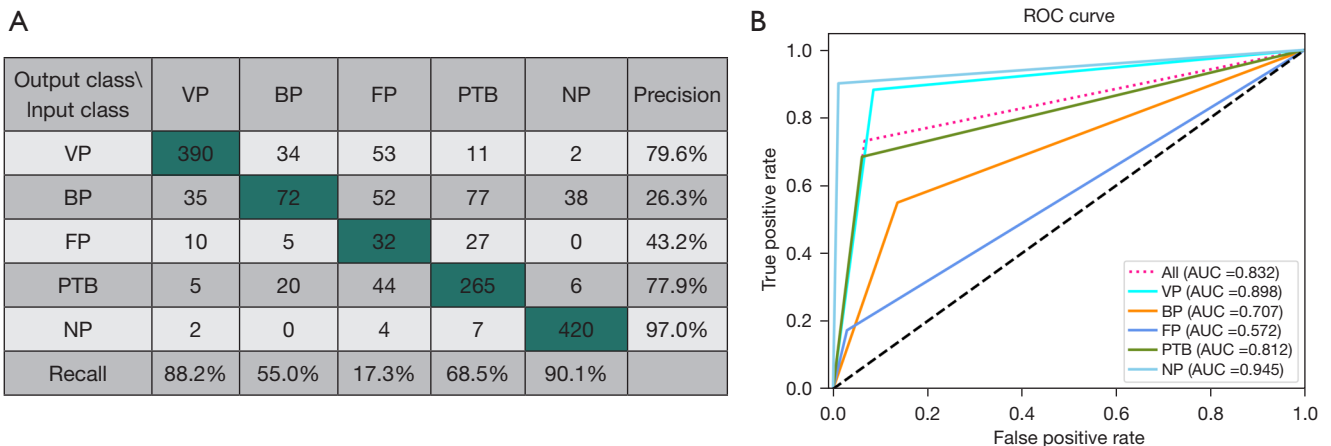 A
Output class\ VP BP FP PTB NP Precision
Input class
VP 390 34 53 11 2 79.6%
BP 35 72 52 77 38 26.3%
FP 10 5 32 27 0 43.2%
PTB 5 20 44 265 6 77.9%
NP 2 0 4 7 420 97.0%
Recall 88.2% 55.0% 17.3% 68.5% 90.1%
B
ROC curve
True positive rate
1.0
0.8
0.6
0.4
0.2
0.0
All (AUC =0.832)
VP (AUC =0.898)
BP (AUC =0.707)
FP (AUC =0.572)
PTB (AUC =0.812)
NP (AUC =0.945)
0.0 0.2 0.4 0.6 0.8 1.0
False positive rate